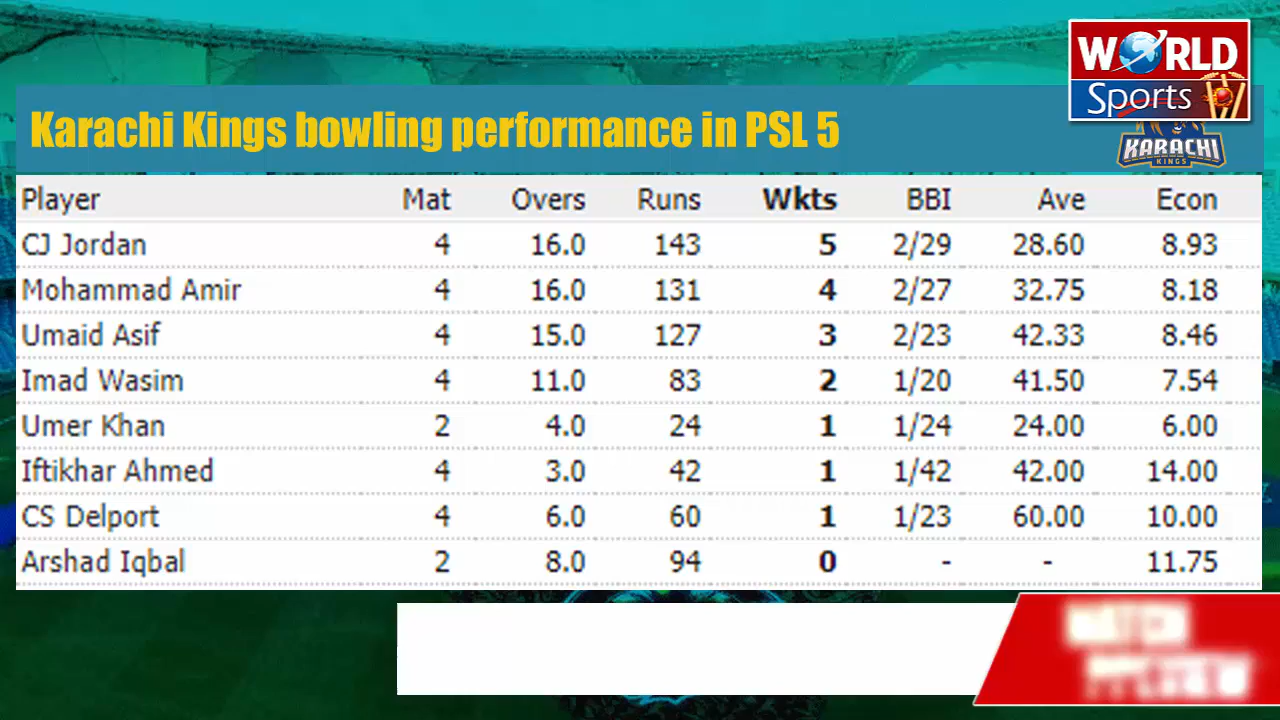 WORLD
Sports
Karachi Kings bowling performance in PSL 5
KARACHI
KINGS
Player Mat Overs Runs Wkts BBI Ave Econ
CJ Jordan 4 16.0 143 5 2/29 28.60 8.93
Mohammad Amir 4 16.0 131 4 2/27 32.75 8.18
Umaid Asif 4 15.0 127 3 2/23 42.33 8.46
Imad Wasim 4 11.0 83 2 1/20 41.50 7.54
Umer Khan 2 4.0 24 1 1/24 24.00 6.00
Iftikhar Ahmed 4 3.0 42 1 1/42 42.00 14.00
CS Delport 4 6.0 60 1 1/23 60.00 10.00
Arshad Iqbal 2 8.0 94 0 - - 11.75